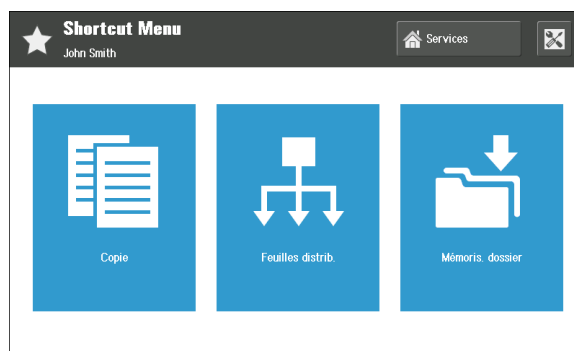 Shortcut Menu
John Smith
Services
Copie
Feuilles distrib.
Mémoris. dossier